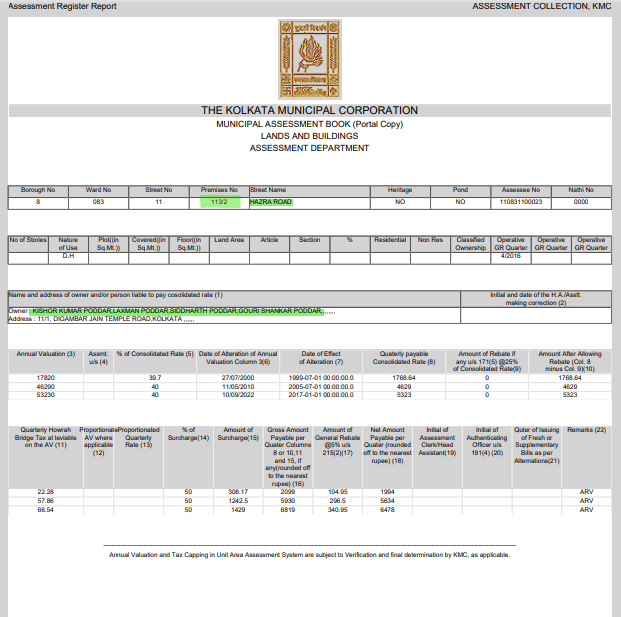 Assessment Register Report ASSESSMENT COLLECTION, KMC
THE KOLKATA MUNICIPAL CORPORATION
MUNICIPAL ASSESSMENT BOOK (Portal Copy)
LANDS AND BUILDINGS
ASSESSMENT DEPARTMENT
Borough No Ward No Street No Premises No Street Name Heritage Pond Assessee No Nathi No
8 083 11 113/2 HAZRA ROAD NO NO 110831100023 0000
No of Stories Nature of Use Plot((in Sq.Mt.)) Covered((in Sq.Mt.)) Floor((in Sq.Mt.)) Land Area Article Section % Residential Non Res Classified Ownership Operative GR Quarter Operative GR Quarter Operative GR Quarter
D.H 4/2016
Name and address of owner and/or person liable to pay cosolidated rate (1) Initial and date of the H.A./Asstt. making correction (2)
Owner : KISHOR KUMAR PODDAR,LAXMAN PODDAR,SIDDHARTH PODDAR,GOURI SHANKAR PODDAR,......
Address : 11/1, DIGAMBAR JAIN TEMPLE ROAD,KOLKATA ......
Annual Valuation (3) Assmt. u/s (4) % of Consolidated Rate (5) Date of Alteration of Annual Valuation Column 3(6) Date of Effect of Alteration (7) Quaterly payable Consolidated Rate (8) Amount of Rebate if any u/s 171(5) @25% of Consolidated Rate(9) Amount After Allowing Rebate (Col. 8 minus Col. 9)(10)
17820 39.7 27/07/2000 1999-07-01 00:00:00.0 1768.64 0 1768.64
46290 40 11/05/2010 2005-07-01 00:00:00.0 4629 0 4629
53230 40 10/09/2022 2017-01-01 00:00:00.0 5323 0 5323
Quarterly Howrah Bridge Tax at leviable on the AV (11) Proportionate AV where applicable (12) Proportionated Quarterly Rate (13) % of Surcharge(14) Amount of Surcharge(15) Gross Amount Payable per Quater Columns 8 or 10,11 and 15, if any(rounded off to the nearest rupee) (16) Amount of General Rebate @5% u/s 215(2)(17) Net Amount Payable per Quater (rounded off to the nearest rupee) (18) Initial of Assessment Clerk/Head Assistant(19) Initial of Authenticating Officer u/s 191(4) (20) Quter of Issuing of Fresh or Supplementary Bills as per Alternations(21) Remarks (22)
22.28 50 308.17 2099 104.95 1994 ARV
57.86 50 1242.5 5930 296.5 5634 ARV
66.54 50 1429 6819 340.95 6478 ARV
Annual Valuation and Tax Capping in Unit Area Assessment System are subject to Verification and final determination by KMC, as applicable.